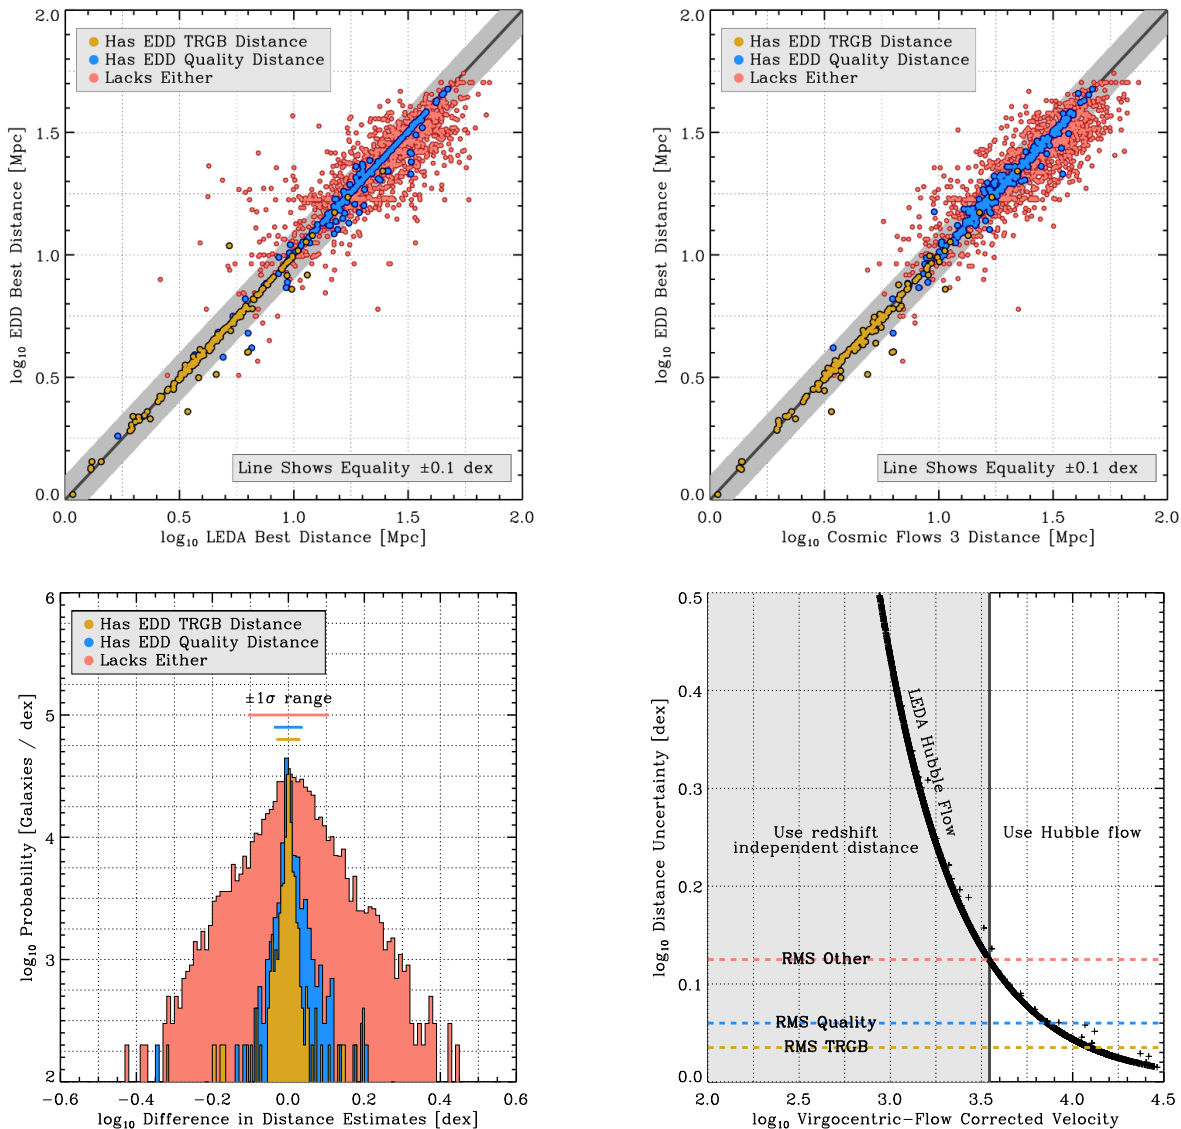 2.0
1.5
1.0
0.5
0.0
log10 EDD Best Distance [Mpc]
Has EDD TRGB Distance
Has EDD Quality Distance
Lacks Either
Line Shows Equality ±0.1 dex
0.0 0.5 1.0 1.5 2.0
log10 LEDA Best Distance [Mpc]
2.0
1.5
1.0
0.5
0.0
log10 EDD Best Distance [Mpc]
Has EDD TRGB Distance
Has EDD Quality Distance
Lacks Either
Line Shows Equality ±0.1 dex
0.0 0.5 1.0 1.5 2.0
log10 Cosmic Flows 3 Distance [Mpc]
6
5
4
3
2
log10 Probability [Galaxies / dex]
Has EDD TRGB Distance
Has EDD Quality Distance
Lacks Either
±1σ range
−0.6 −0.4 −0.2 −0.0 0.2 0.4 0.6
log10 Difference in Distance Estimates [dex]
0.5
0.4
0.3
0.2
0.1
0.0
log10 Distance Uncertainty [dex]
LEDA Hubble Flow
Use redshift
independent distance
Use Hubble flow
RMS Other
RMS Quality
RMS TRGB
2.0 2.5 3.0 3.5 4.0 4.5
log10 Virgocentric−Flow Corrected Velocity